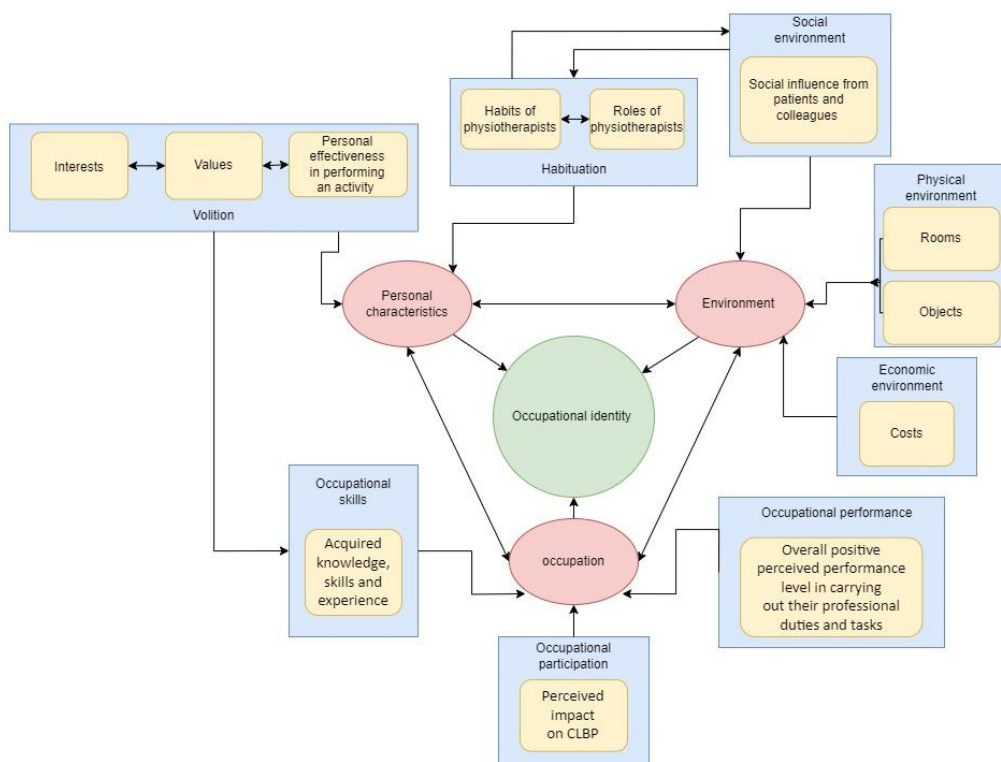 Social
environment
Social influence from
patients and
colleagues
Habits of
physiotherapists
Roles of
physiotherapists
Habituation
Interests
Values
Personal
effectiveness
in performing
an activity
Volition
Physical
environment
Rooms
Objects
Personal
characteristics
Environment
Economic
environment
Costs
Occupational identity
Occupational
skills
Acquired
knowledge,
skills and
experience
occupation
Occupational performance
Overall positive
perceived performance
level in carrying
out their professional
duties and tasks
Occupational
participation
Perceived
impact
on CLBP